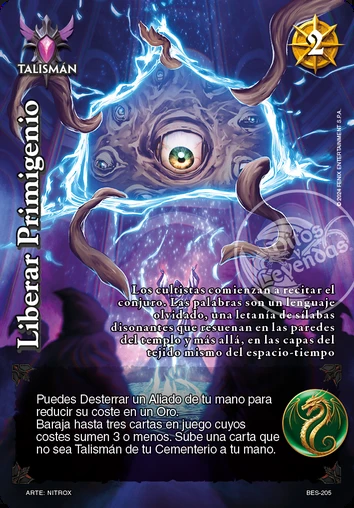 TALISMÁN
2
Liberar Primigenio
© 2024 FENIX ENTERTAINMENT S.P.A.
Mitos y
Leyendas
Los cultistas comienzan a recitar el
conjuro. Las palabras son un lenguaje
olvidado, una letanía de sílabas
disonantes que resuenan en las paredes
del templo y más allá, en las capas del
tejido mismo del espacio-tiempo
Puedes Desterrar un Aliado de tu mano para
reducir su coste en un Oro.
Baraja hasta tres cartas en juego cuyos
costes sumen 3 o menos. Sube una carta que
no sea Talismán de tu Cementerio a tu mano.
ARTE: NITROX
BES-205